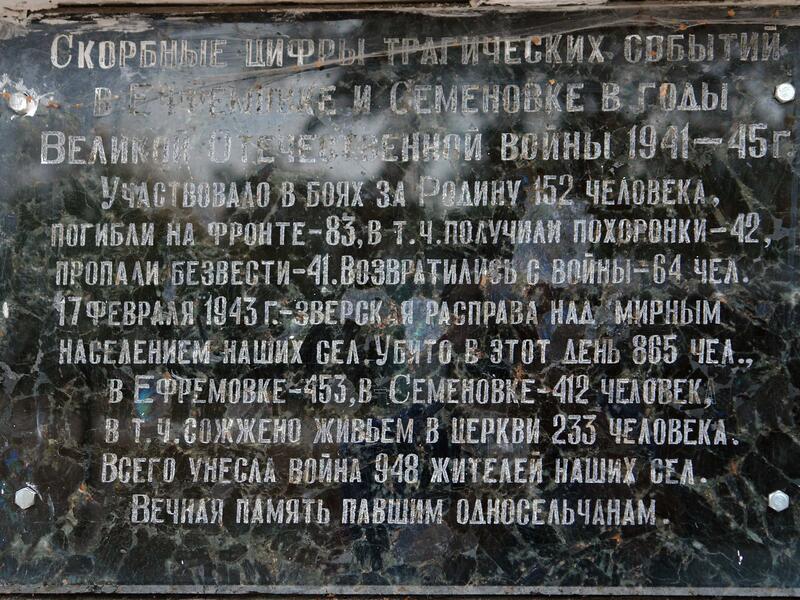 Скорбные цифры трагических событий
в Ефремовке и Семеновке в годы
Великой Отечественной войны 1941–45г
Участвовало в боях за Родину 152 человека,
погибли на фронте-83, в т.ч. получили похоронки-42,
пропали безвести-41. Возвратились с войны-64 чел.
17 февраля 1943 г.-зверская расправа над мирным
населением наших сел. Убито в этот день 865 чел.,
в Ефремовке-453, в Семеновке-412 человек,
в т.ч. сожжено живьем в церкви 233 человека.
Всего унесла война 948 жителей наших сел.
Вечная память павшим односельчанам.